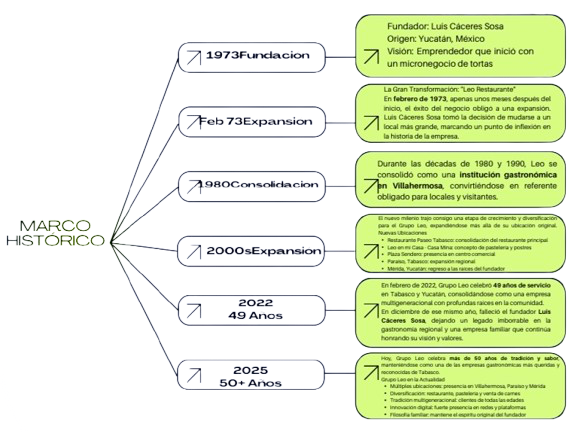 MARCO
HISTÓRICO
1973Fundacion
Fundador: Luis Cáceres Sosa
Origen: Yucatán, México
Visión: Emprendedor que inició con
un micronegocio de tortas
Feb 73Expansion
La Gran Transformación: "Leo Restaurante"
En febrero de 1973, apenas unos meses después del
inicio, el éxito del negocio obligó a una expansión.
Luis Cáceres Sosa tomó la decisión de mudarse a un
local más grande, marcando un punto de inflexión en
la historia de la empresa.
1980Consolidacion
Durante las décadas de 1980 y 1990, Leo se
consolidó como una institución gastronómica
en Villahermosa, convirtiéndose en referente
obligado para locales y visitantes.
2000sExpansion
El nuevo milenio trajo consigo una etapa de crecimiento y diversificación
para el Grupo Leo, expandiéndose más allá de su ubicación original.
Nuevas Ubicaciones
• Restaurante Paseo Tabasco: consolidación del restaurante principal
• Leo en mi Casa - Casa Mina: concepto de pastelería y postres
• Plaza Sendero: presencia en centro comercial
• Paraíso, Tabasco: expansión regional
• Mérida, Yucatán: regreso a las raíces del fundador
2022
49 Anos
En febrero de 2022, Grupo Leo celebró 49 años de servicio
en Tabasco y Yucatán, consolidándose como una empresa
multigeneracional con profundas raíces en la comunidad.
En diciembre de ese mismo año, falleció el fundador Luis
Cáceres Sosa, dejando un legado imborrable en la
gastronomía regional y una empresa familiar que continúa
honrando su visión y valores.
2025
50+ Años
Hoy, Grupo Leo celebra más de 50 años de tradición y sabor,
manteniéndose como una de las empresas gastronómicas más queridas y
reconocidas de Tabasco.
Grupo Leo en la Actualidad:
• Múltiples ubicaciones: presencia en Villahermosa, Paraíso y Mérida
• Diversificación: restaurante, pastelería y venta de carnes
• Tradición multigeneracional: clientes de todas las edades
• Innovación digital: fuerte presencia en redes y plataformas
• Filosofía familiar: mantiene el espíritu original del fundador